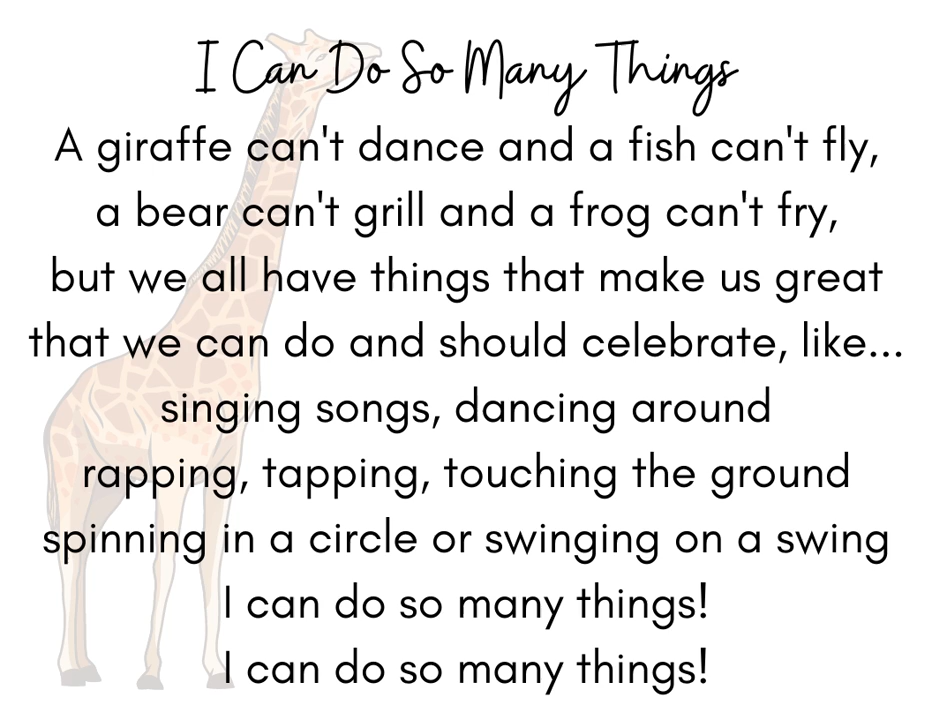 I Can Do So Many Things
A giraffe can't dance and a fish can't fly,
a bear can't grill and a frog can't fry,
but we all have things that make us great
that we can do and should celebrate, like...
singing songs, dancing around
rapping, tapping, touching the ground
spinning in a circle or swinging on a swing
I can do so many things!
I can do so many things!